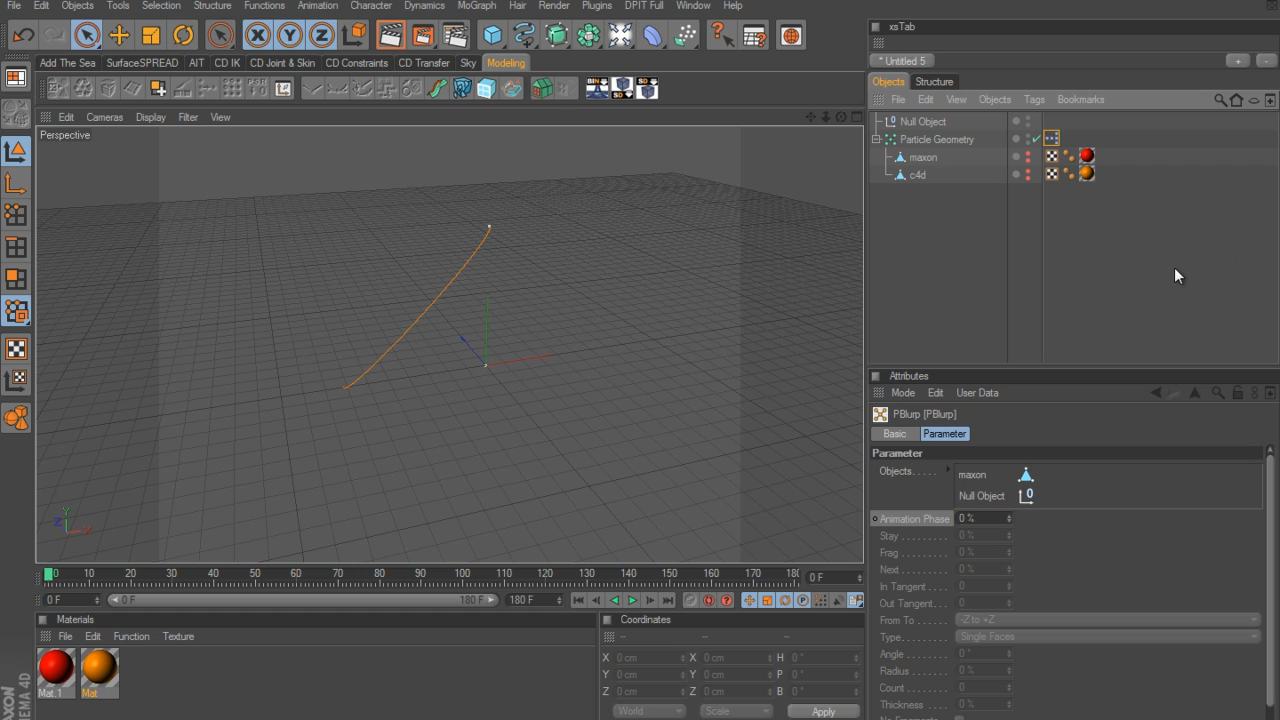 File Edit Objects Tools Selection Structure Functions Animation Character Dynamics MoGraph Hair Render Plugins DPIT Full Window Help
xsTab
X Y Z
* Untitled 5 + -
Add The Sea SurfaceSPREAD AIT CD IK CD Joint & Skin CD Constraints CD Transfer Sky Modeling
Objects Structure
File Edit View Objects Tags Bookmarks
Edit Cameras Display Filter View
Perspective
Null Object
Particle Geometry
maxon
c4d
Attributes
Mode Edit User Data
PBlurp [PBlurp]
Basic Parameter
Parameter
Objects . . . . . maxon
Null Object
Animation Phase 0 %
Stay . . . . . . . . . 0 %
Frag . . . . . . . . . 0 %
Next . . . . . . . . . 0 %
In Tangent . . . . 0
Out Tangent. . . 0
From To . . . . . . -Z to +Z
Type. . . . . . . . . Single Faces
Angle . . . . . . . . 0 °
Radius . . . . . . . 0 %
Count . . . . . . . . 0
Thickness . . . . 0 %
Y Z X
0 10 20 30 40 50 60 70 80 90 100 110 120 130 140 150 160 170 18( 0 F
0 F 0 F 180 F 180 F
Materials
File Edit Function Texture
Mat.1 Mat
Coordinates
-- -- --
X 0 cm X 0 cm H 0 °
Y 0 cm Y 0 cm P 0 °
Z 0 cm Z 0 cm B 0 °
World Scale Apply
MAXON
CINEMA 4D